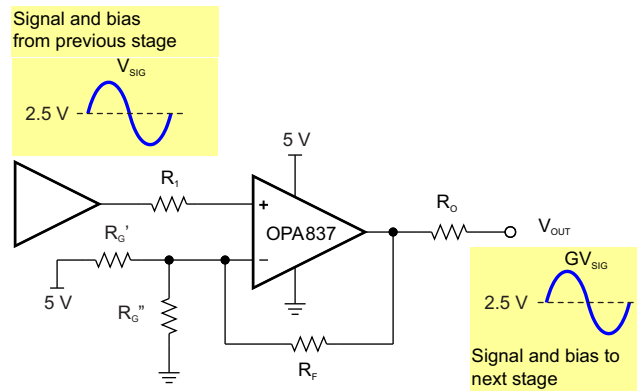 Signal and bias
from previous stage
V_SIG
2.5 V
5 V
R_1
+
OPA837
−
R_O
V_OUT
R_G'
5 V
R_G"
R_F
GV_SIG
2.5 V
Signal and bias to
next stage